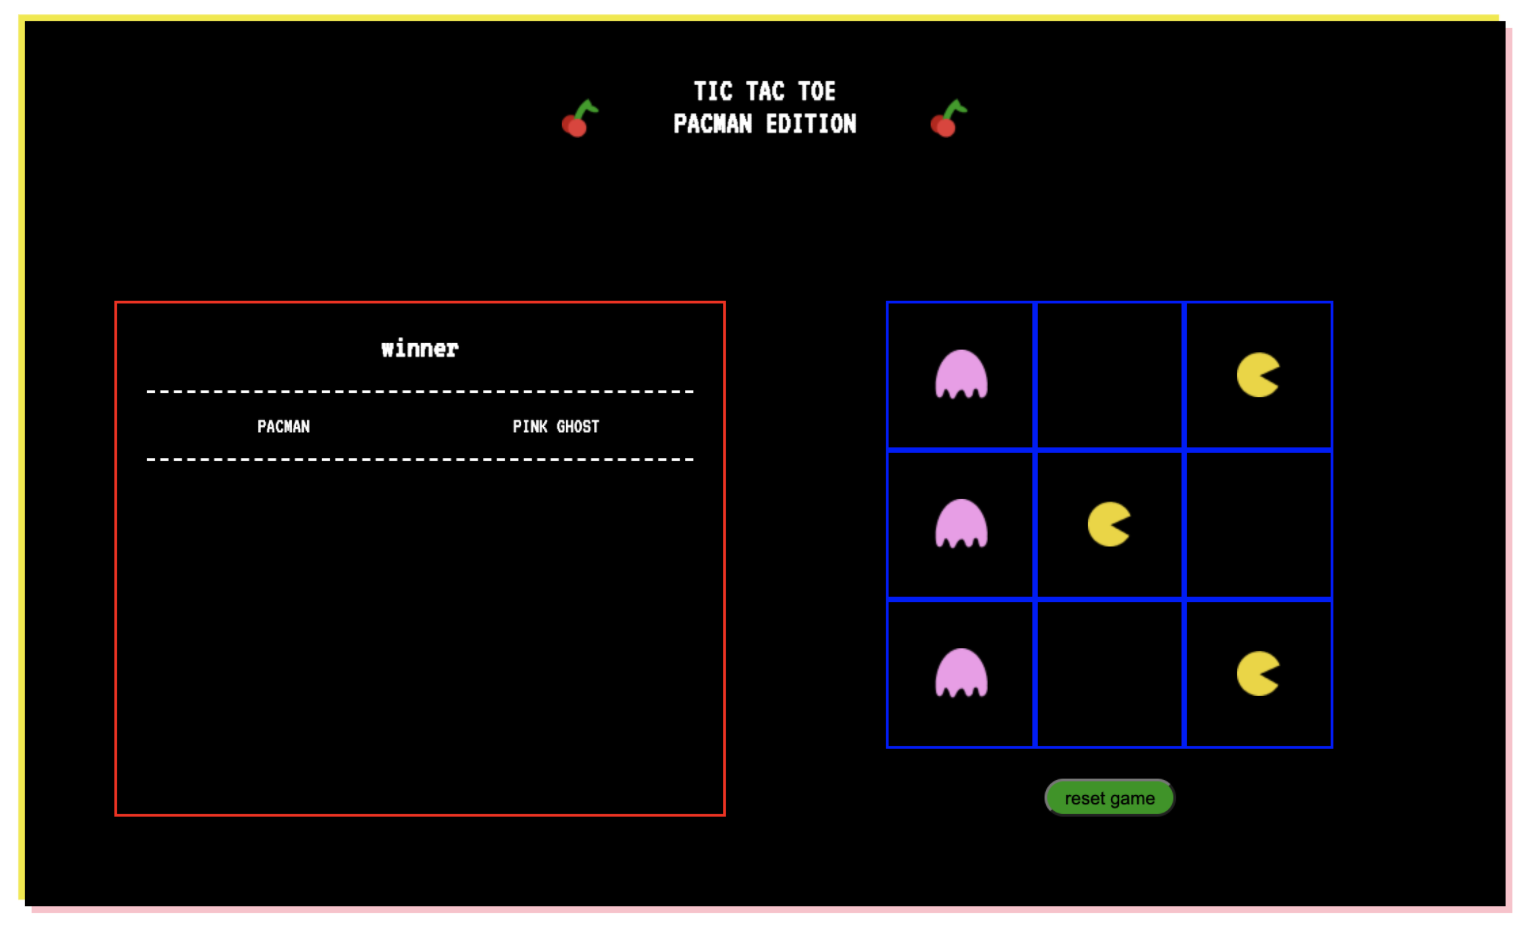 TIC TAC TOE
PACMAN EDITION
winner
PACMAN PINK GHOST
reset game